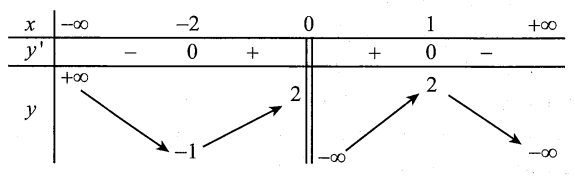 x −∞ −2 0 1 +∞
y' − 0 + + 0 −
+∞ 2 2
y
−1 −∞ −∞